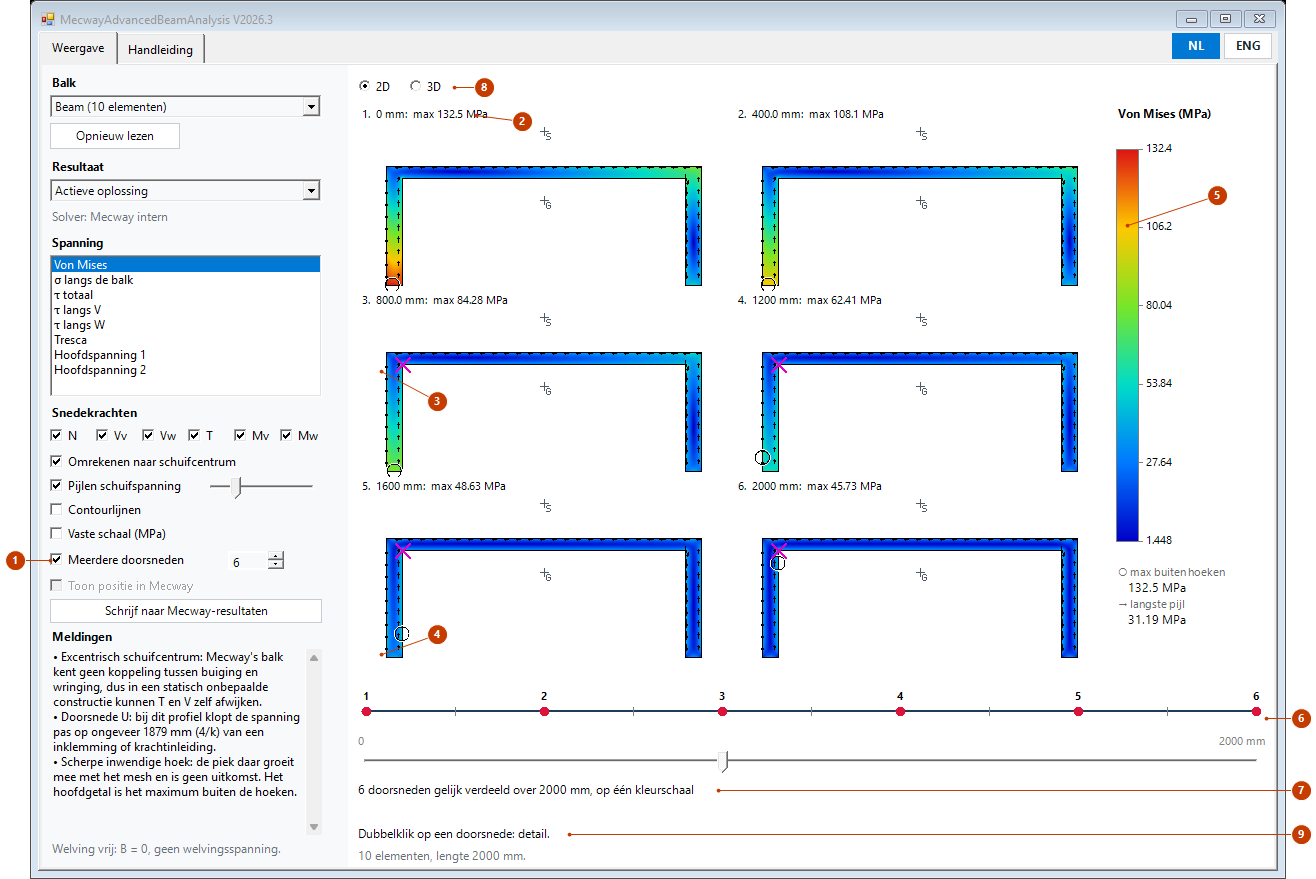 MecwayAdvancedBeamAnalysis V2026.3
Weergave
Handleiding
NL
ENG
Balk
Beam (10 elementen)
Opnieuw lezen
Resultaat
Actieve oplossing
Solver: Mecway intern
Spanning
Von Mises
σ langs de balk
τ totaal
τ langs V
τ langs W
Tresca
Hoofdspanning 1
Hoofdspanning 2
Snedekrachten
N Vv Vw T Mv Mw
Omrekenen naar schuifcentrum
Pijlen schuifspanning
Contourlijnen
Vaste schaal (MPa)
1
Meerdere doorsneden 6
Toon positie in Mecway
Schrijf naar Mecway-resultaten
Meldingen
• Excentrisch schuifcentrum: Mecway's balk
kent geen koppeling tussen buiging en
wringing, dus in een statisch onbepaalde
constructie kunnen T en V zelf afwijken.
• Doorsnede U: bij dit profiel klopt de spanning
pas op ongeveer 1879 mm (4/k) van een
inklemming of krachtinleiding.
• Scherpe inwendige hoek: de piek daar groeit
mee met het mesh en is geen uitkomst. Het
hoofdgetal is het maximum buiten de hoeken.
Welving vrij: B = 0, geen welvingsspanning.
2D 3D 8
1. 0 mm: max 132.5 MPa
2
S
G
2. 400.0 mm: max 108.1 MPa
S
G
3. 800.0 mm: max 84.28 MPa
S
G
3
4. 1200 mm: max 62.41 MPa
S
G
5. 1600 mm: max 48.63 MPa
S
G
4
6. 2000 mm: max 45.73 MPa
S
G
Von Mises (MPa)
132.4
5
106.2
80.04
53.84
27.64
1.448
max buiten hoeken
132.5 MPa
→ langste pijl
31.19 MPa
1 2 3 4 5 6
6
0 2000 mm
6 doorsneden gelijk verdeeld over 2000 mm, op één kleurschaal
7
Dubbelklik op een doorsnede: detail.
9
10 elementen, lengte 2000 mm.